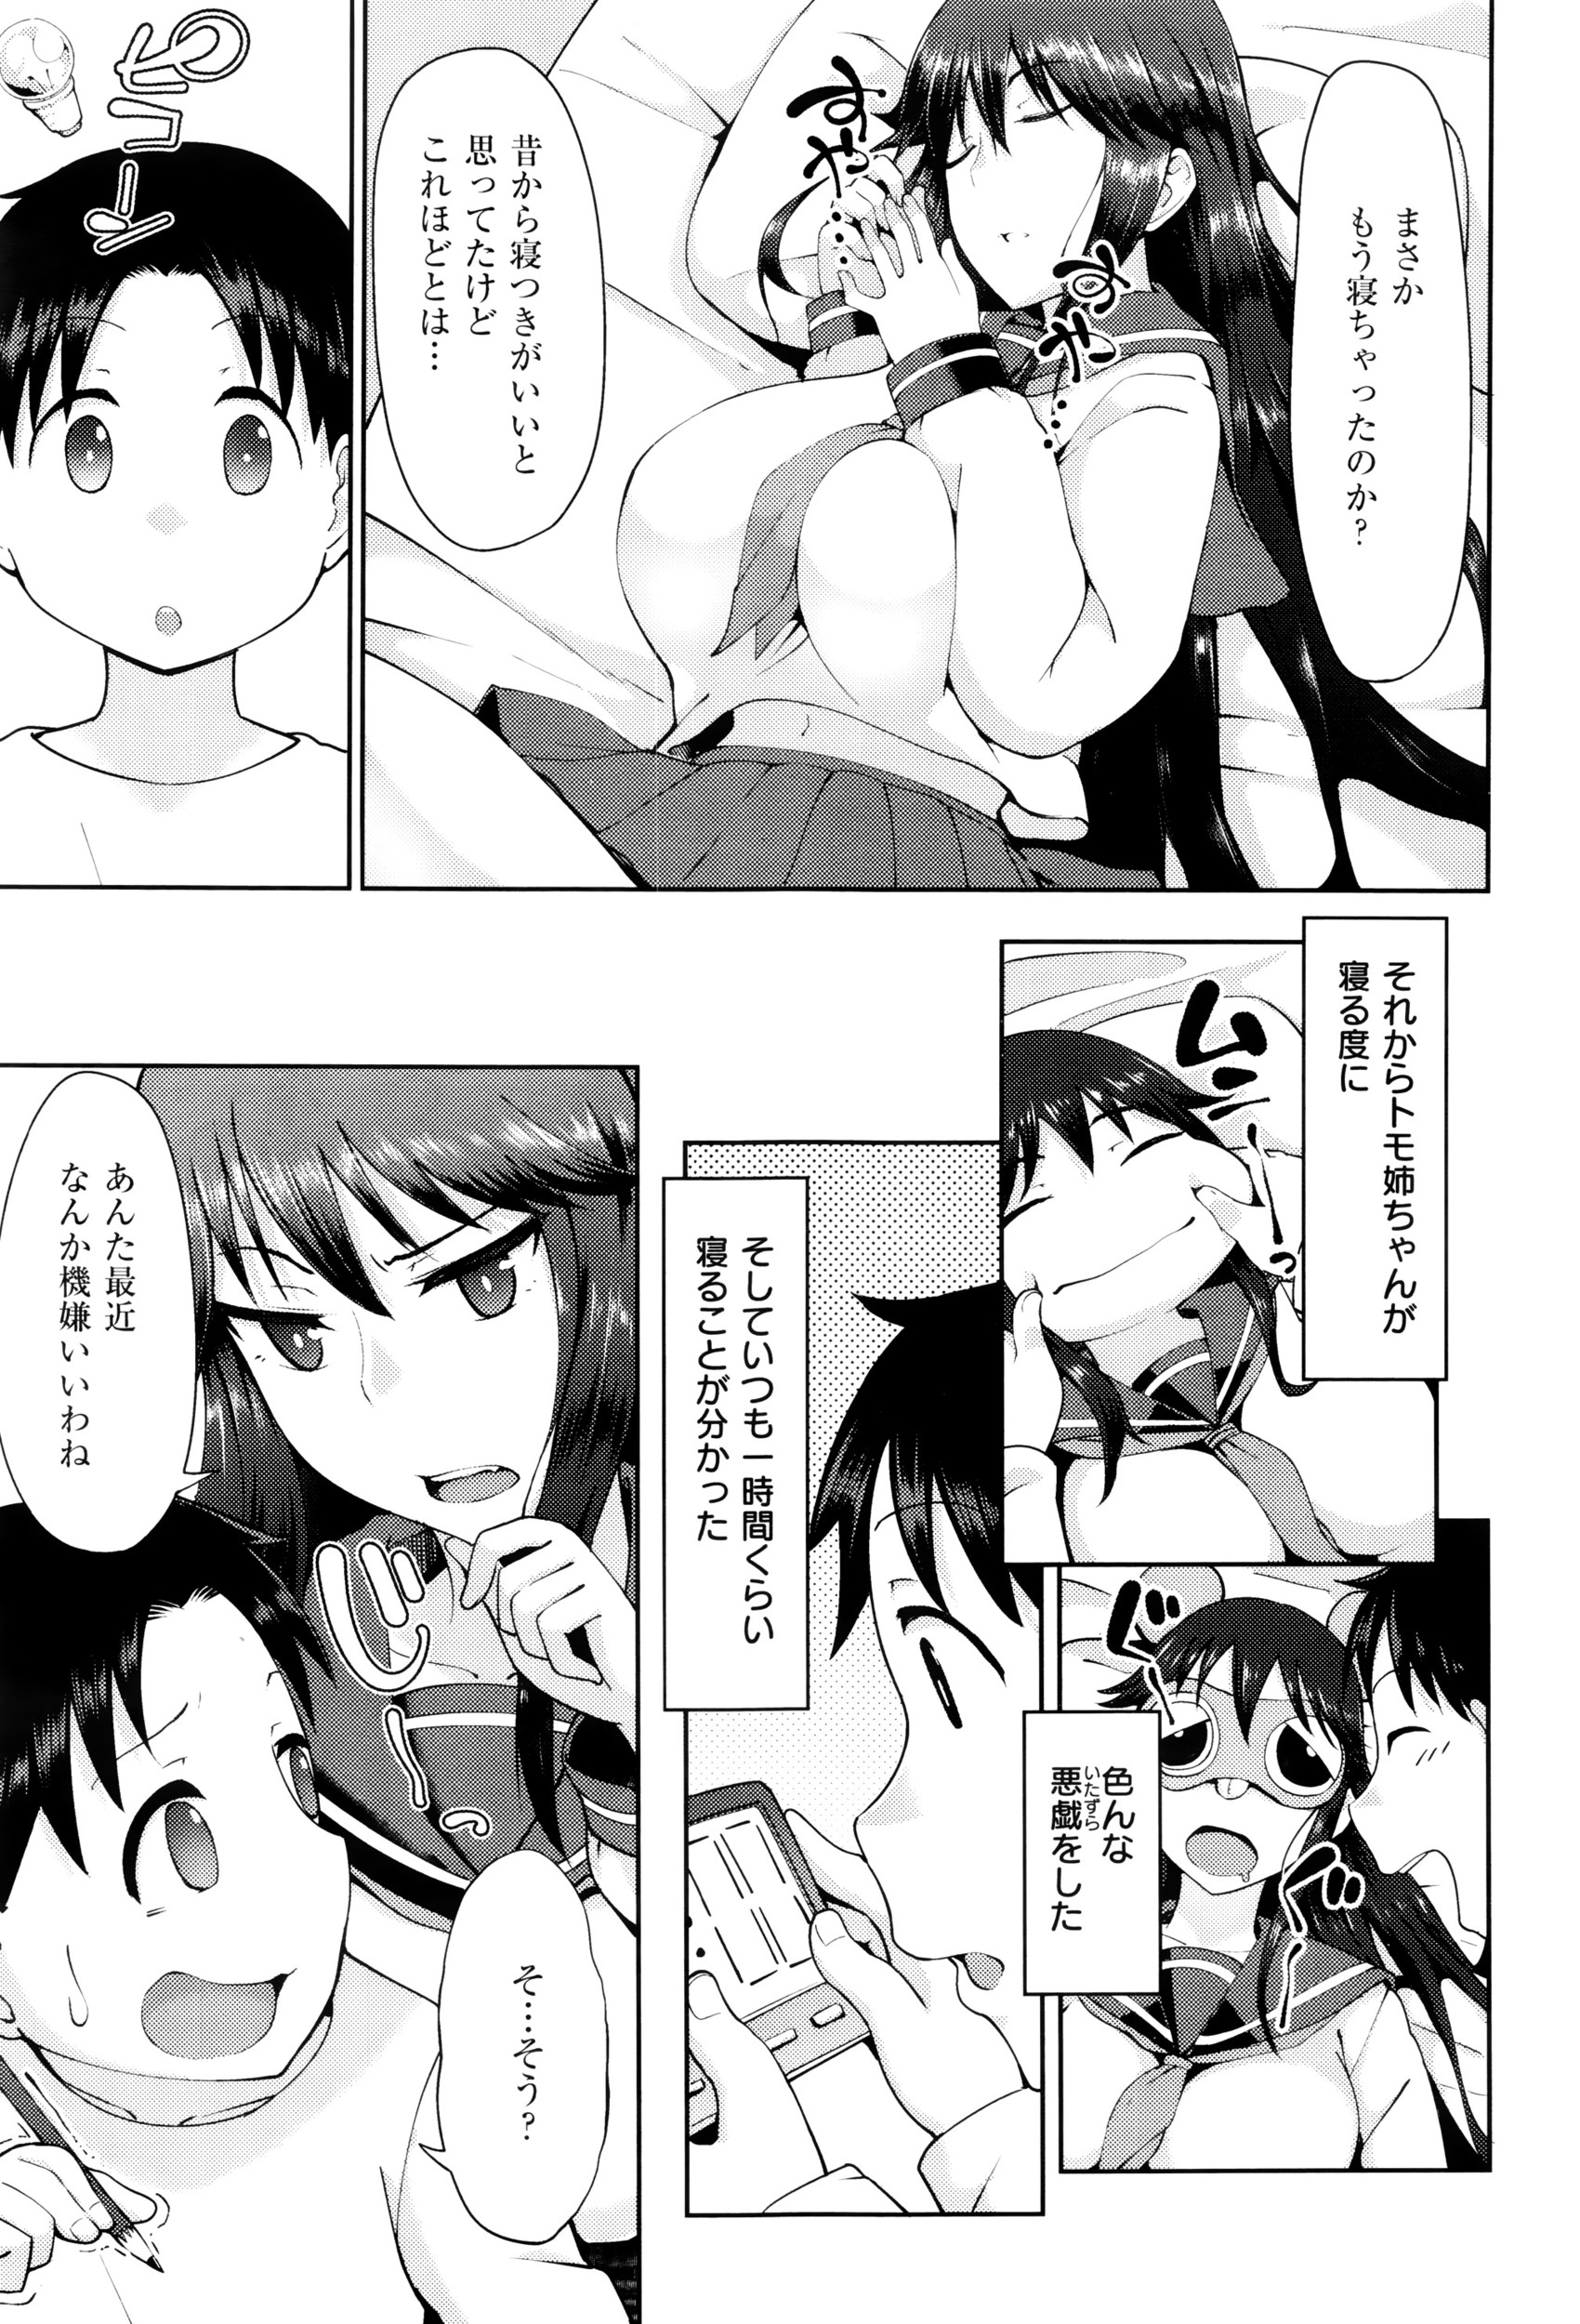 まさか
もう寝ちゃったのか？
すや…
すや…
昔から寝つきがいいと
思ってたけど
これほどとは…
ピコーン
それからトモ姉ちゃんが
寝る度に
ムニーっ
色んな
悪戯をした
いたずら
そしていつも一時間くらい
寝ることが分かった
あんた最近
なんか機嫌いいわね
じーっ
そ…そう？